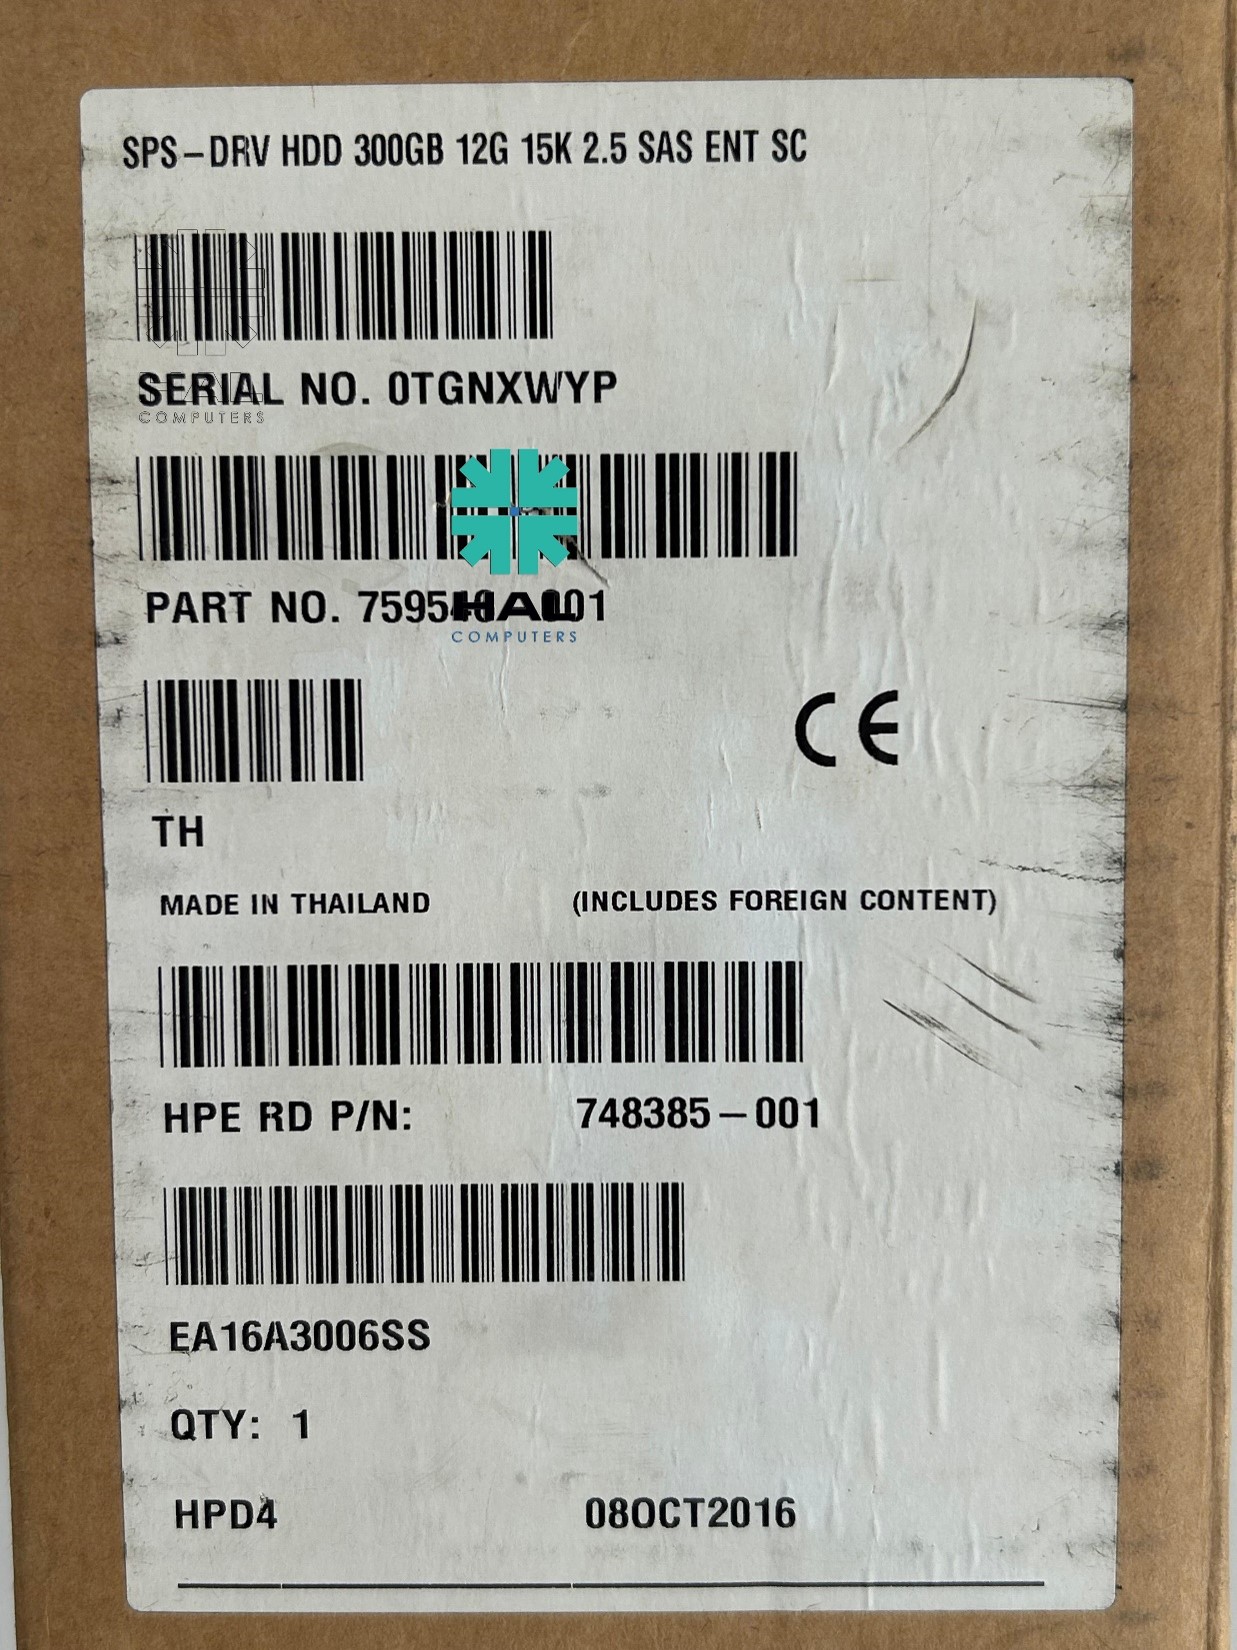 SPS-DRV HDD 300GB 12G 15K 2.5 SAS ENT SC
SERIAL NO. 0TGNXWYP
HAL
COMPUTERS
PART NO.
HAL
COMPUTERS
CE
TH
MADE IN THAILAND (INCLUDES FOREIGN CONTENT)
HPE RD P/N: 748385-001
EA16A3006SS
QTY: 1
HPD4 08OCT2016